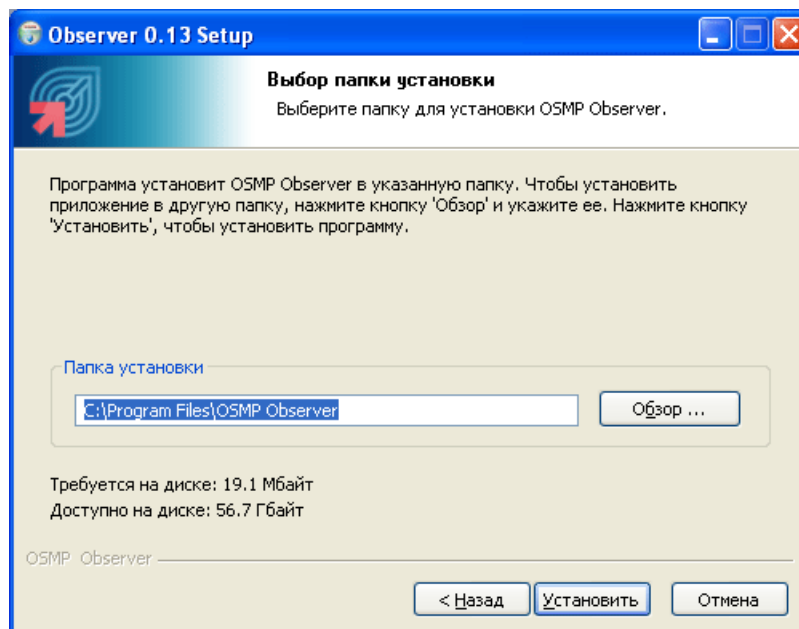 Observer 0.13 Setup
Выбор папки установки
Выберите папку для установки OSMP Observer.
Программа установит OSMP Observer в указанную папку. Чтобы установить
приложение в другую папку, нажмите кнопку 'Обзор' и укажите ее. Нажмите кнопку
'Установить', чтобы установить программу.
Папка установки
C:\Program Files\OSMP Observer
Обзор ...
Требуется на диске: 19.1 Мбайт
Доступно на диске: 56.7 Гбайт
OSMP Observer
< Назад
Установить
Отмена